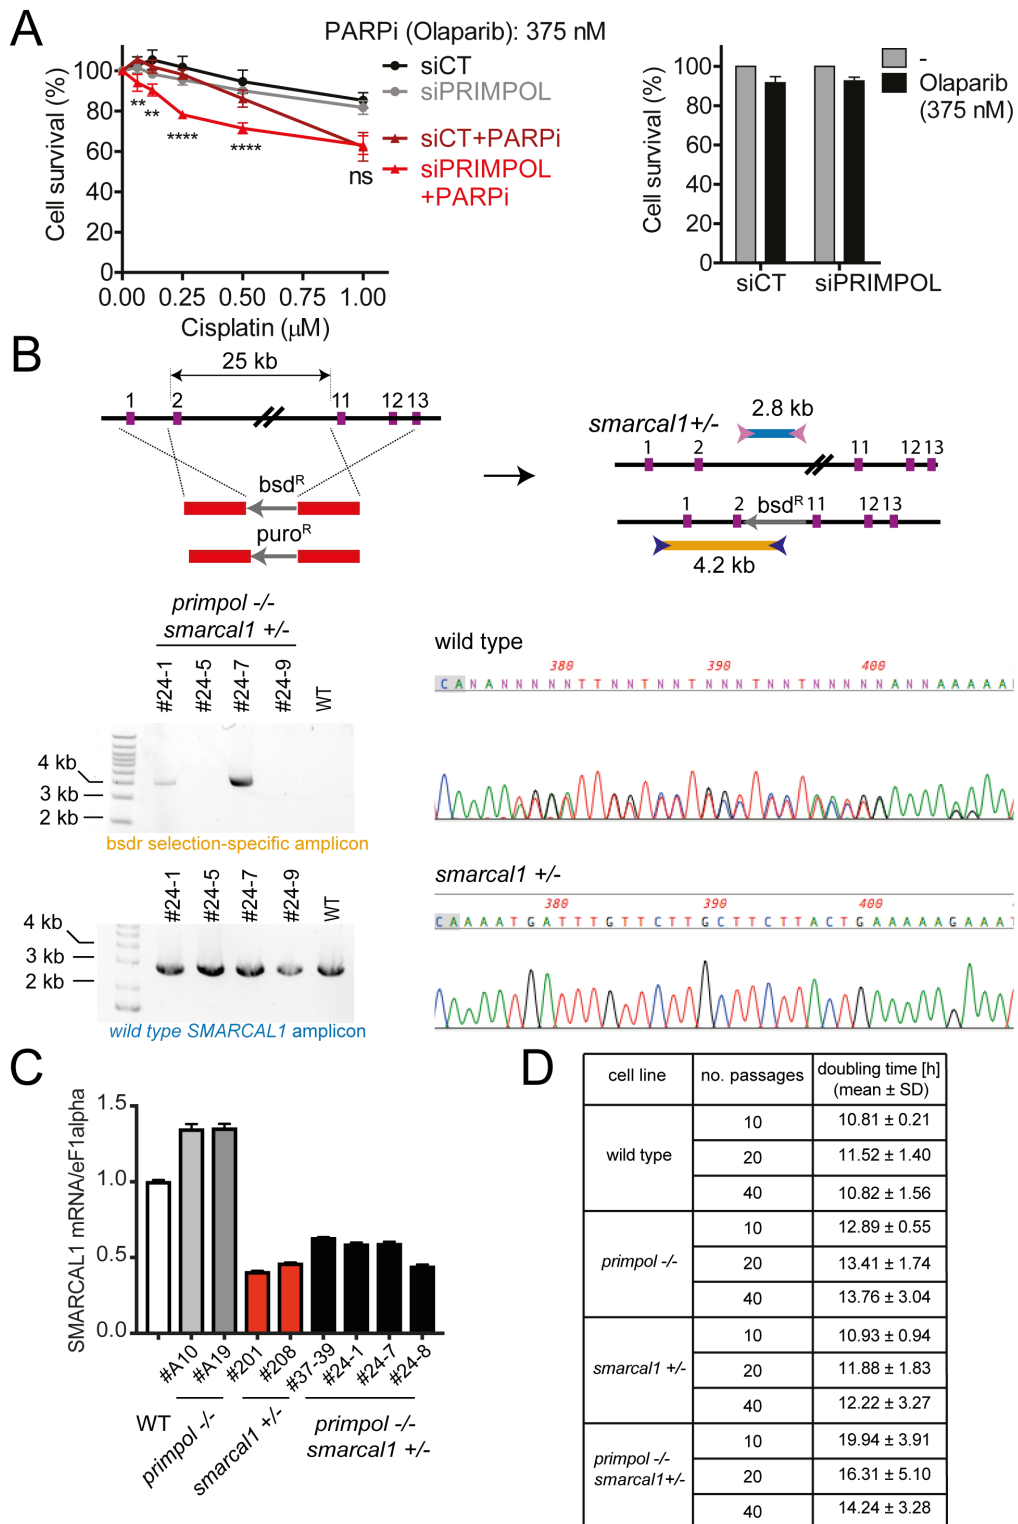 A
PARPi (Olaparib): 375 nM
Cell survival (%)
100
80
60
40
20
0
0.00 0.25 0.50 0.75 1.00
Cisplatin (μM)
**
**
****
****
ns
siCT
siPRIMPOL
siCT+PARPi
siPRIMPOL
+PARPi
Cell survival (%)
100
80
60
40
20
0
siCT siPRIMPOL
-
Olaparib
(375 nM)
B
25 kb
1 2 11 12 13
bsdR
puroR
smarcal1+/-
2.8 kb
1 2 11 12 13
1 2 bsdR 11 12 13
4.2 kb
primpol -/-
smarcal1 +/-
#24-1 #24-5 #24-7 #24-9 WT
4 kb
3 kb
2 kb
bsdr selection-specific amplicon
#24-1 #24-5 #24-7 #24-9 WT
4 kb
3 kb
2 kb
wild type SMARCAL1 amplicon
wild type
380 390 400
C A N A N N N N N T T N N T N N T N N N T N N T N N N N N A N N A A A A A
smarcal1 +/-
380 390 400
C A A A A T G A T T T G T T C T T G C T T C T T A C T G A A A A A G A A A T
C
SMARCAL1 mRNA/eF1alpha
1.5
1.0
0.5
0.0
#A10 #A19 #201 #208 #37-39 #24-1 #24-7 #24-8
WT
primpol -/-
smarcal1 +/-
primpol -/-
smarcal1 +/-
D
cell line no. passages doubling time [h]
(mean ± SD)
wild type
10 10.81 ± 0.21
20 11.52 ± 1.40
40 10.82 ± 1.56
primpol -/-
10 12.89 ± 0.55
20 13.41 ± 1.74
40 13.76 ± 3.04
smarcal1 +/-
10 10.93 ± 0.94
20 11.88 ± 1.83
40 12.22 ± 3.27
primpol -/-
smarcal1+/-
10 19.94 ± 3.91
20 16.31 ± 5.10
40 14.24 ± 3.28